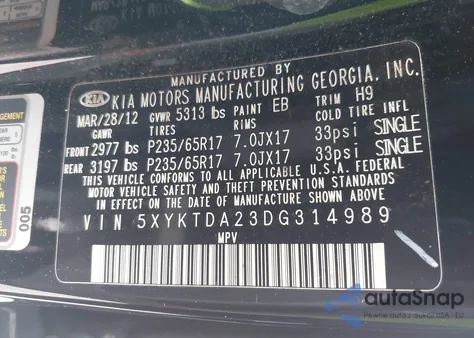 MANUFACTURED BY
KIA KIA MOTORS MANUFACTURING GEORGIA, INC.
MAR/28/12 GVWR 5313 lbs PAINT EB TRIM H9
GAWR TIRES RIMS COLD TIRE INFL
FRONT 2977 lbs P235/65R17 7.0JX17 33psi SINGLE
REAR 3197 lbs P235/65R17 7.0JX17 33psi SINGLE
THIS VEHICLE CONFORMS TO ALL APPLICABLE U.S.A. FEDERAL
MOTOR VEHICLE SAFETY AND THEFT PREVENTION STANDARDS
IN EFFECT ON THE DATE OF MANUFACTURE SHOWN ABOVE.
VIN 5XYKTDA23DG314989
MPV
005
autoSnap